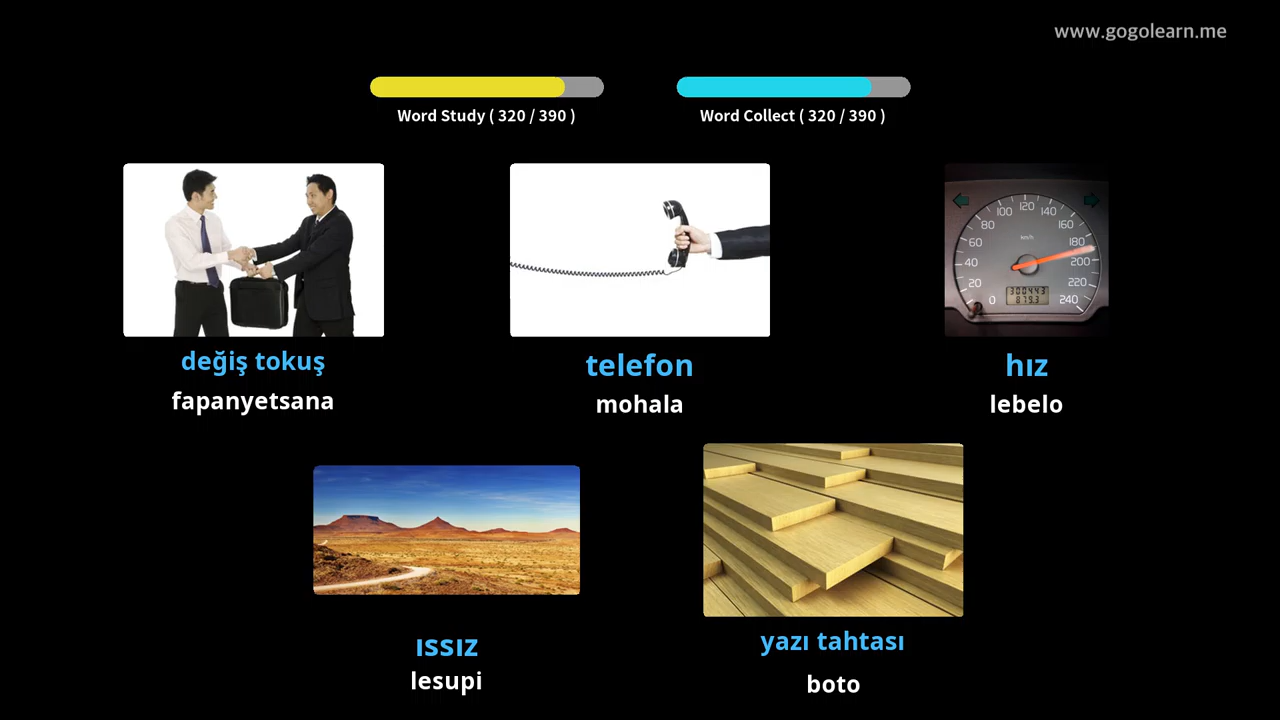 www.gogolearn.me
Word Study ( 320 / 390 )
Word Collect ( 320 / 390 )
değiş tokuş
fapanyetsana
telefon
mohala
hız
lebelo
ıssız
lesupi
yazı tahtası
boto